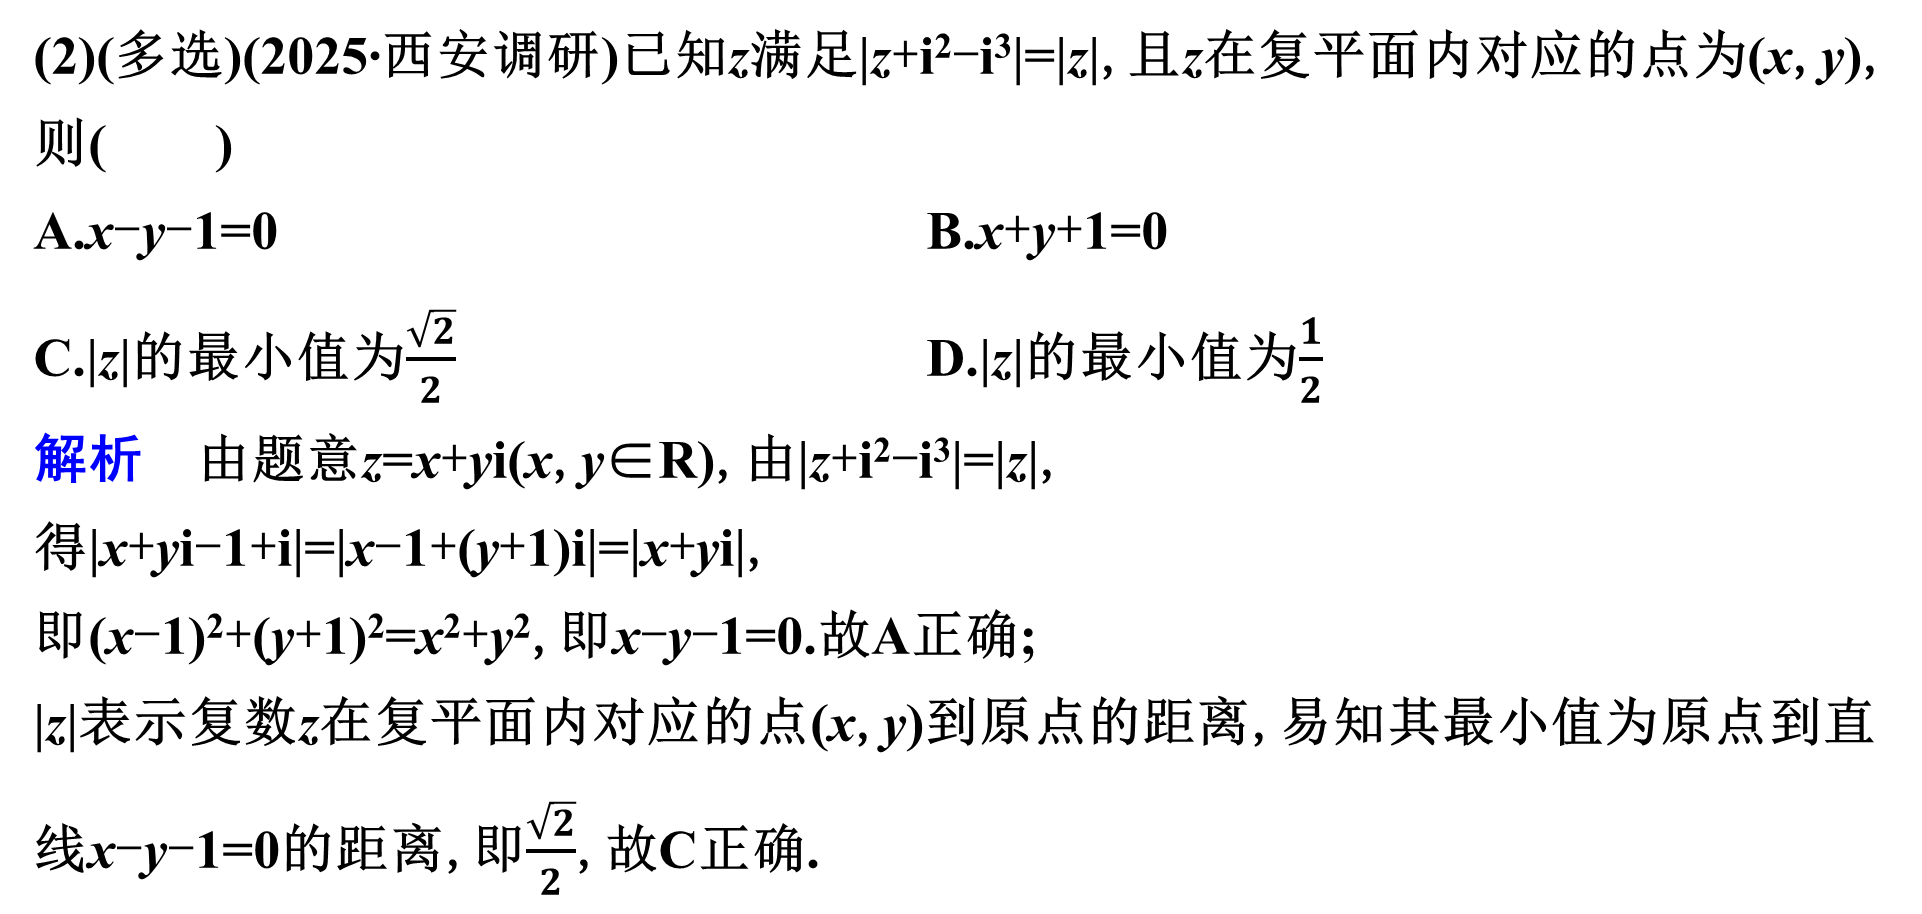 (2)(多选)(2025·西安调研)已知z满足|z+i²−i³|=|z|, 且z在复平面内对应的点为(x, y),
则(　　)
A.x−y−1=0　　B.x+y+1=0
C.|z|的最小值为√2/2　　D.|z|的最小值为1/2
解析　由题意z=x+yi(x, y∈R), 由|z+i²−i³|=|z|,
得|x+yi−1+i|=|x−1+(y+1)i|=|x+yi|,
即(x−1)²+(y+1)²=x²+y², 即x−y−1=0.故A正确;
|z|表示复数z在复平面内对应的点(x, y)到原点的距离, 易知其最小值为原点到直
线x−y−1=0的距离, 即√2/2, 故C正确.